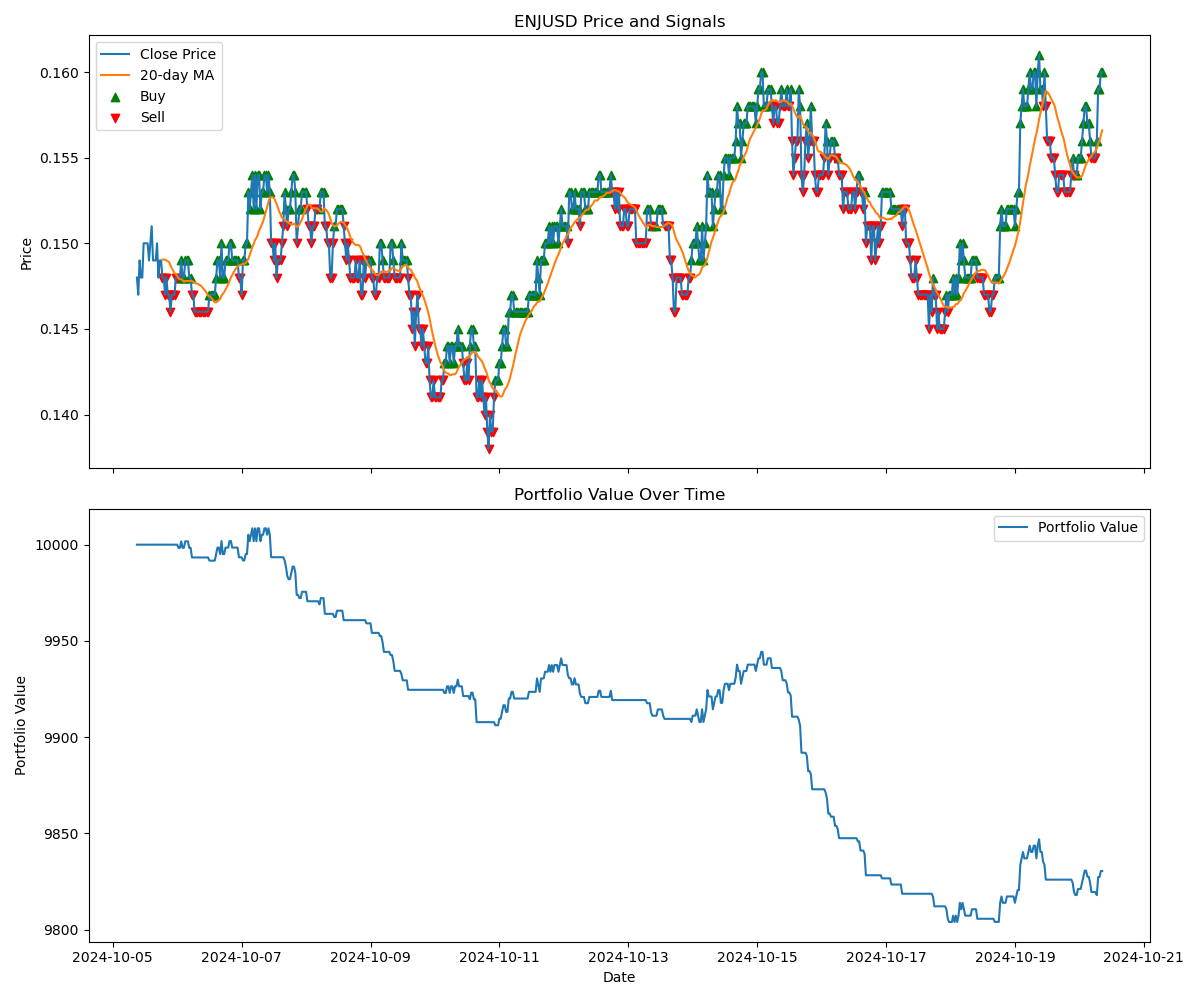 ENJUSD Price and Signals
Close Price
20-day MA
Buy
Sell
Price
0.160
0.155
0.150
0.145
0.140
Portfolio Value Over Time
Portfolio Value
Portfolio Value
10000
9950
9900
9850
9800
2024-10-05 2024-10-07 2024-10-09 2024-10-11 2024-10-13 2024-10-15 2024-10-17 2024-10-19 2024-10-21
Date